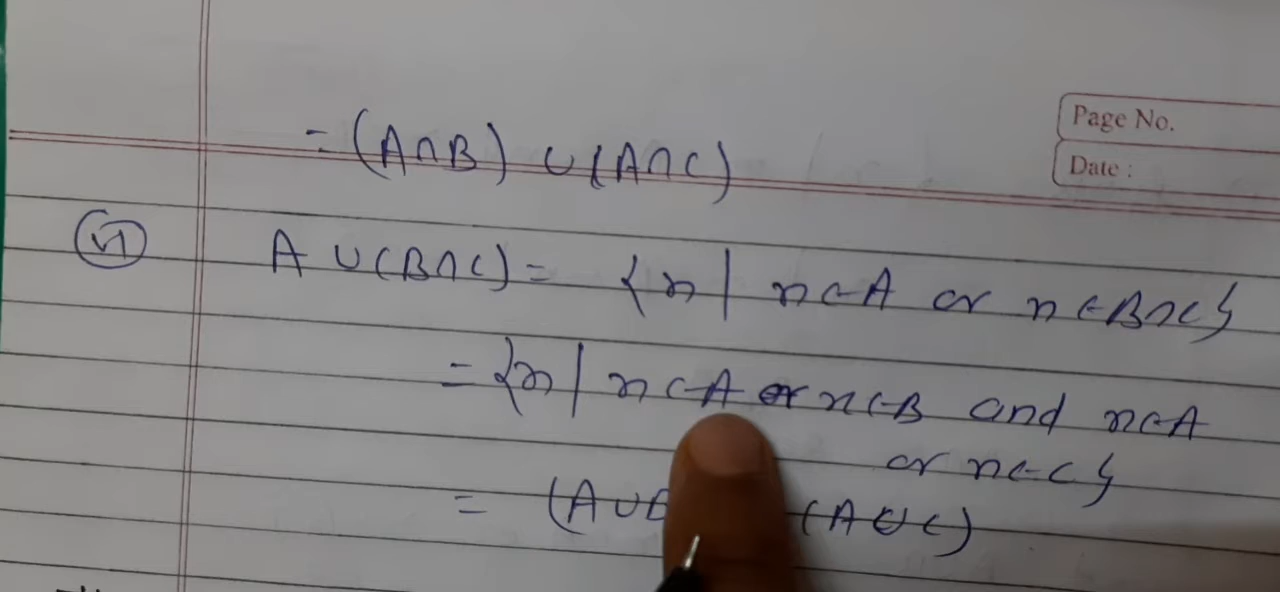 Page No.
Date :
= (A∩B) ∪ (A∩C)
(vi) A ∪ (B∩C) = {x | x ∈ A or x ∈ B∩C}
= {x | x ∈ A or x ∈ B and x ∈ A
or x ∈ C}
= (A∪ (A∪C)